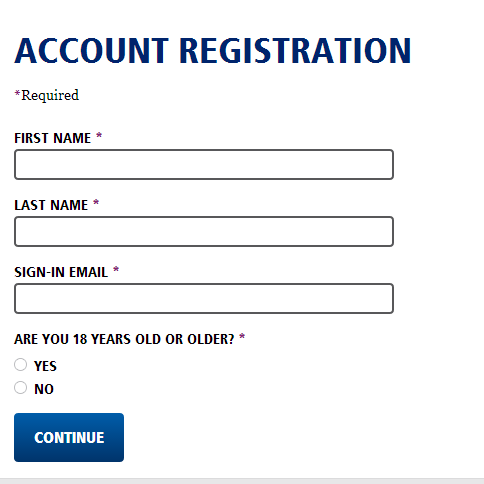 ACCOUNT REGISTRATION
*Required
FIRST NAME *
LAST NAME *
SIGN-IN EMAIL *
ARE YOU 18 YEARS OLD OR OLDER? *
YES
NO
CONTINUE